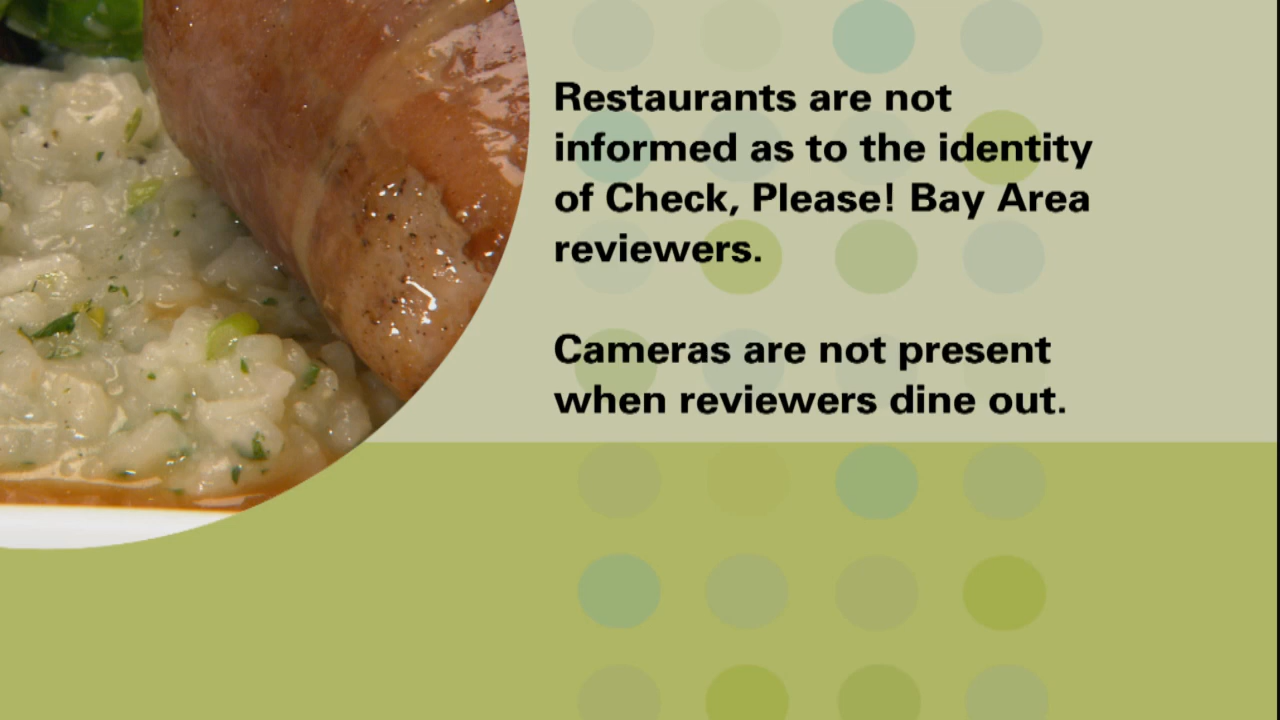 Restaurants are not
informed as to the identity
of Check, Please! Bay Area
reviewers.
Cameras are not present
when reviewers dine out.